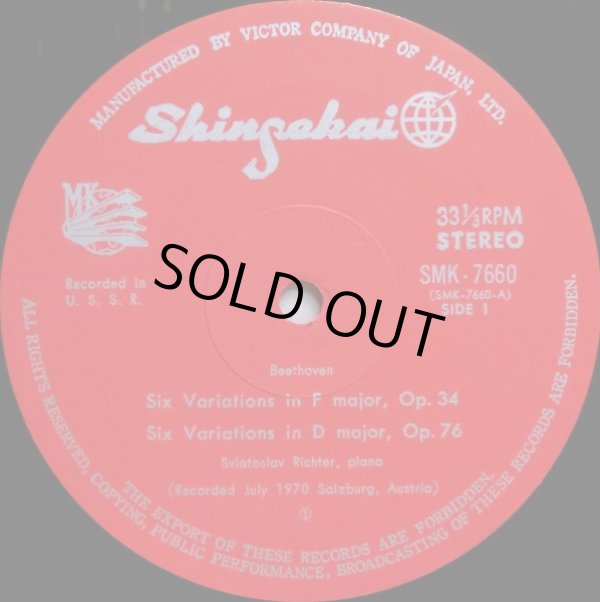 MANUFACTURED BY VICTOR COMPANY OF JAPAN, LTD.
Shinsekai
MK
33 1/3 RPM
STEREO
SMK-7660
(SMK-7660-A)
SIDE 1
Recorded in
U. S. S. R.
SOLD OUT
Beethoven
Six Variations in F major, Op. 34
Six Variations in D major, Op. 76
Sviatoslav Richter, piano
(Recorded July 1970 Salzburg, Austria)
Ⓢ
THE EXPORT OF THESE RECORDS ARE FORBIDDEN.
ALL RIGHTS RESERVED, COPYING, PUBLIC PERFORMANCE, BROADCASTING OF THESE RECORDS ARE FORBIDDEN.